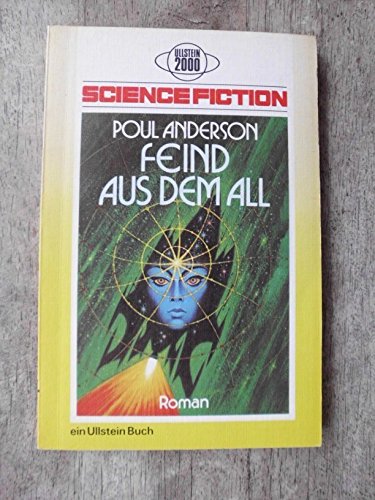 ULLSTEIN
2000
SCIENCE FICTION
POUL ANDERSON
FEIND
AUS DEM ALL
Roman
ein Ullstein Buch